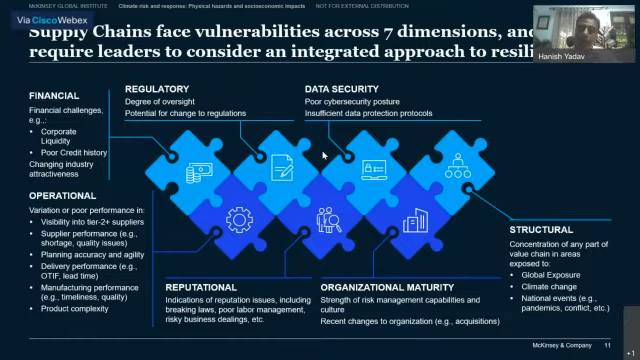 Via CiscoWebex
MCKINSEY GLOBAL INSTITUTE
Climate risk and response: Physical hazards and socioeconomic impacts
NOT FOR EXTERNAL DISTRIBUTION
Supply Chains face vulnerabilities across 7 dimensions, and
require leaders to consider an integrated approach to resili
Hanish Yadav
REGULATORY
Degree of oversight
Potential for change to regulations
DATA SECURITY
Poor cybersecurity posture
Insufficient data protection protocols
FINANCIAL
Financial challenges,
e.g.,:
• Corporate
Liquidity
• Poor Credit history
Changing industry
attractiveness
OPERATIONAL
Variation or poor performance in:
• Visibility into tier-2+ suppliers
• Supplier performance (e.g.,
shortage, quality issues)
• Planning accuracy and agility
• Delivery performance (e.g.,
OTIF, lead time)
• Manufacturing performance
(e.g., timeliness, quality)
• Product complexity
REPUTATIONAL
Indications of reputation issues, including
breaking laws, poor labor management,
risky business dealings, etc.
ORGANIZATIONAL MATURITY
Strength of risk management capabilities and
culture
Recent changes to organization (e.g., acquisitions)
STRUCTURAL
Concentration of any part of
value chain in areas
exposed to:
• Global Exposure
• Climate change
• National events (e.g.,
pandemics, conflict, etc.)
McKinsey & Company 11
+1